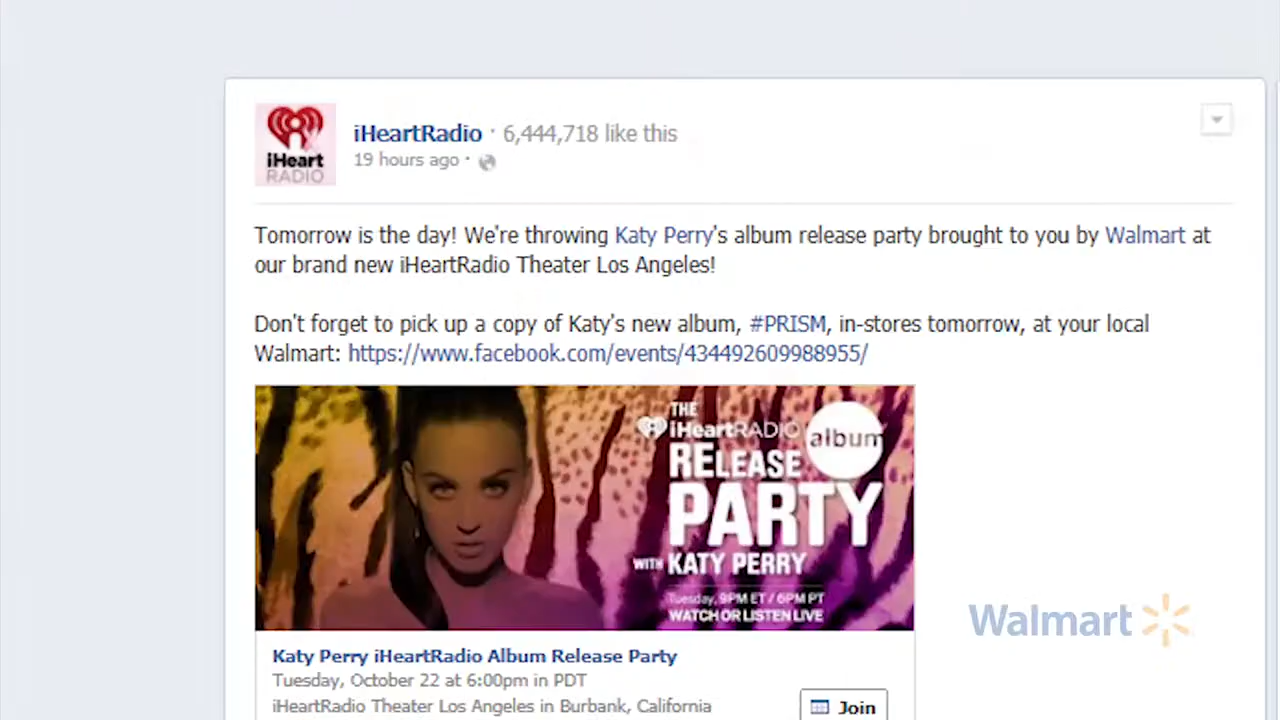 iHeart
RADIO
iHeartRadio · 6,444,718 like this
19 hours ago ·
Tomorrow is the day! We're throwing Katy Perry's album release party brought to you by Walmart at
our brand new iHeartRadio Theater Los Angeles!
Don't forget to pick up a copy of Katy's new album, #PRISM, in-stores tomorrow, at your local
Walmart: https://www.facebook.com/events/434492609988955/
THE
iHeartRADIO
album
RELEASE
PARTY
WITH KATY PERRY
Tuesday, 9PM ET / 6PM PT
WATCH OR LISTEN LIVE
Walmart
Katy Perry iHeartRadio Album Release Party
Tuesday, October 22 at 6:00pm in PDT
iHeartRadio Theater Los Angeles in Burbank, California
Join